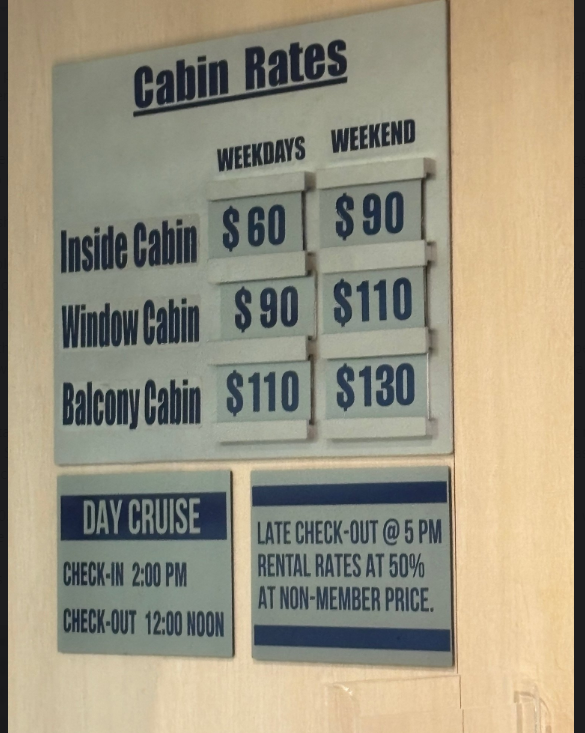 Cabin Rates
WEEKDAYS WEEKEND
Inside Cabin $60 $90
Window Cabin $90 $110
Balcony Cabin $110 $130
DAY CRUISE
CHECK-IN 2:00 PM
CHECK-OUT 12:00 NOON
LATE CHECK-OUT @ 5 PM
RENTAL RATES AT 50%
AT NON-MEMBER PRICE.